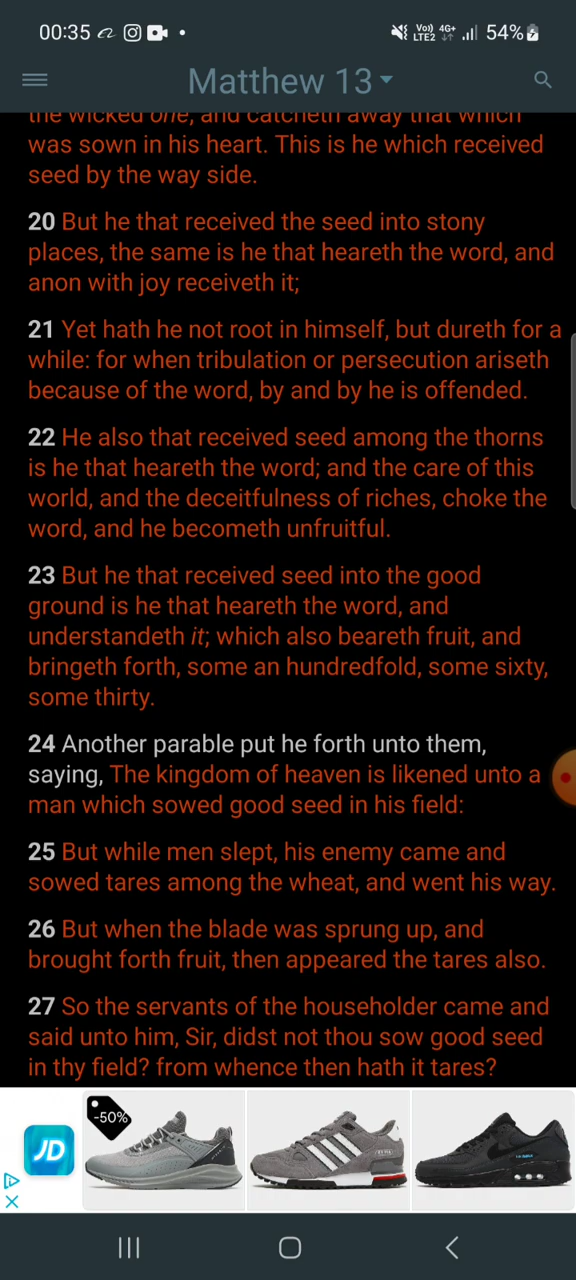 00:35
Vo)) LTE2 4G+ 54%
Matthew 13
the wicked one, and catcheth away that which
was sown in his heart. This is he which received
seed by the way side.
20 But he that received the seed into stony
places, the same is he that heareth the word, and
anon with joy receiveth it;
21 Yet hath he not root in himself, but dureth for a
while: for when tribulation or persecution ariseth
because of the word, by and by he is offended.
22 He also that received seed among the thorns
is he that heareth the word; and the care of this
world, and the deceitfulness of riches, choke the
word, and he becometh unfruitful.
23 But he that received seed into the good
ground is he that heareth the word, and
understandeth it; which also beareth fruit, and
bringeth forth, some an hundredfold, some sixty,
some thirty.
24 Another parable put he forth unto them,
saying, The kingdom of heaven is likened unto a
man which sowed good seed in his field:
25 But while men slept, his enemy came and
sowed tares among the wheat, and went his way.
26 But when the blade was sprung up, and
brought forth fruit, then appeared the tares also.
27 So the servants of the householder came and
said unto him, Sir, didst not thou sow good seed
in thy field? from whence then hath it tares?
JD
-50%